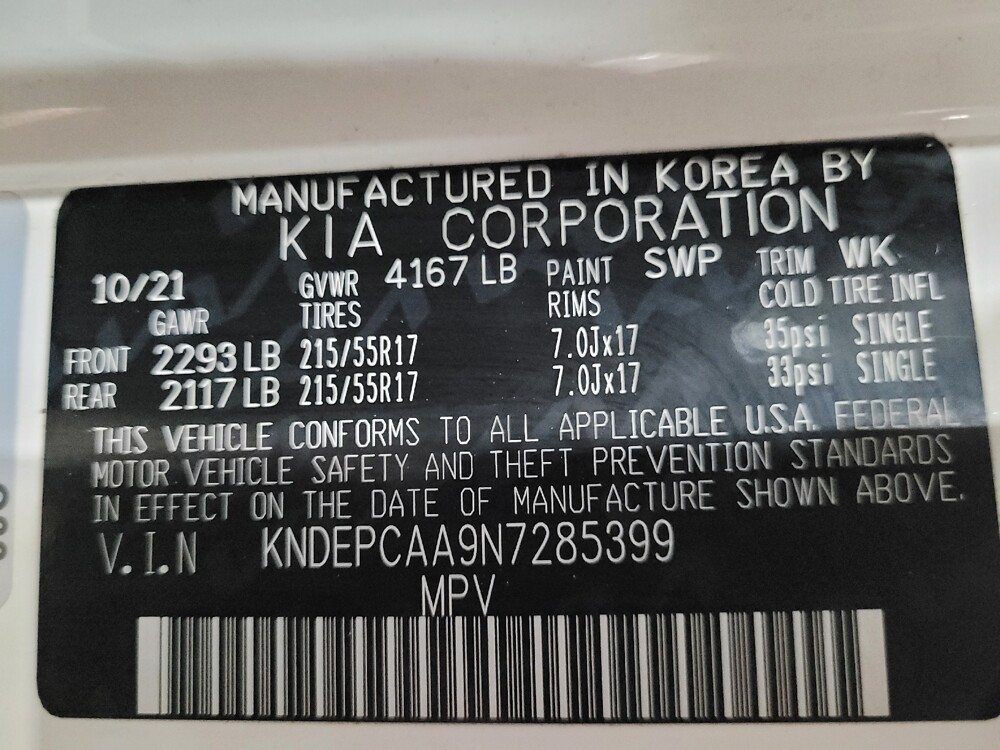 MANUFACTURED IN KOREA BY
KIA CORPORATION
10/21 GVWR 4167 LB PAINT SWP TRIM WK
GAWR TIRES RIMS COLD TIRE INFL
FRONT 2293 LB 215/55R17 7.0Jx17 35psi SINGLE
REAR 2117 LB 215/55R17 7.0Jx17 33psi SINGLE
THIS VEHICLE CONFORMS TO ALL APPLICABLE U.S.A. FEDERAL
MOTOR VEHICLE SAFETY AND THEFT PREVENTION STANDARDS
IN EFFECT ON THE DATE OF MANUFACTURE SHOWN ABOVE.
V.I.N KNDEPCAA9N7285399
MPV